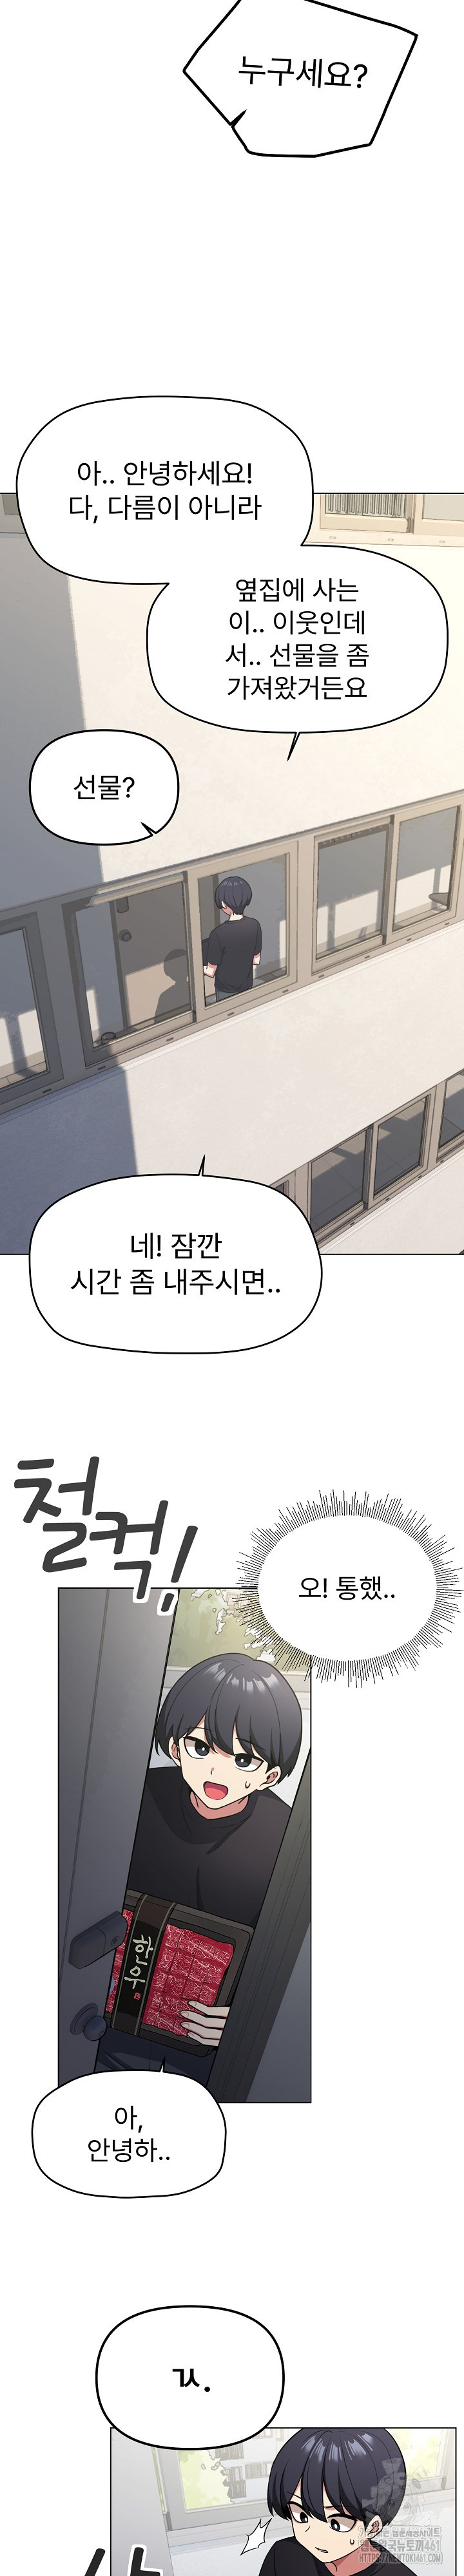 누구세요?
아.. 안녕하세요!
다, 다름이 아니라
옆집에 사는
이.. 이웃인데
서.. 선물을 좀
가져왔거든요
선물?
네! 잠깐
시간 좀 내주시면..
철컥!
오! 통했..
한우
아,
안녕하..
ㄳ.